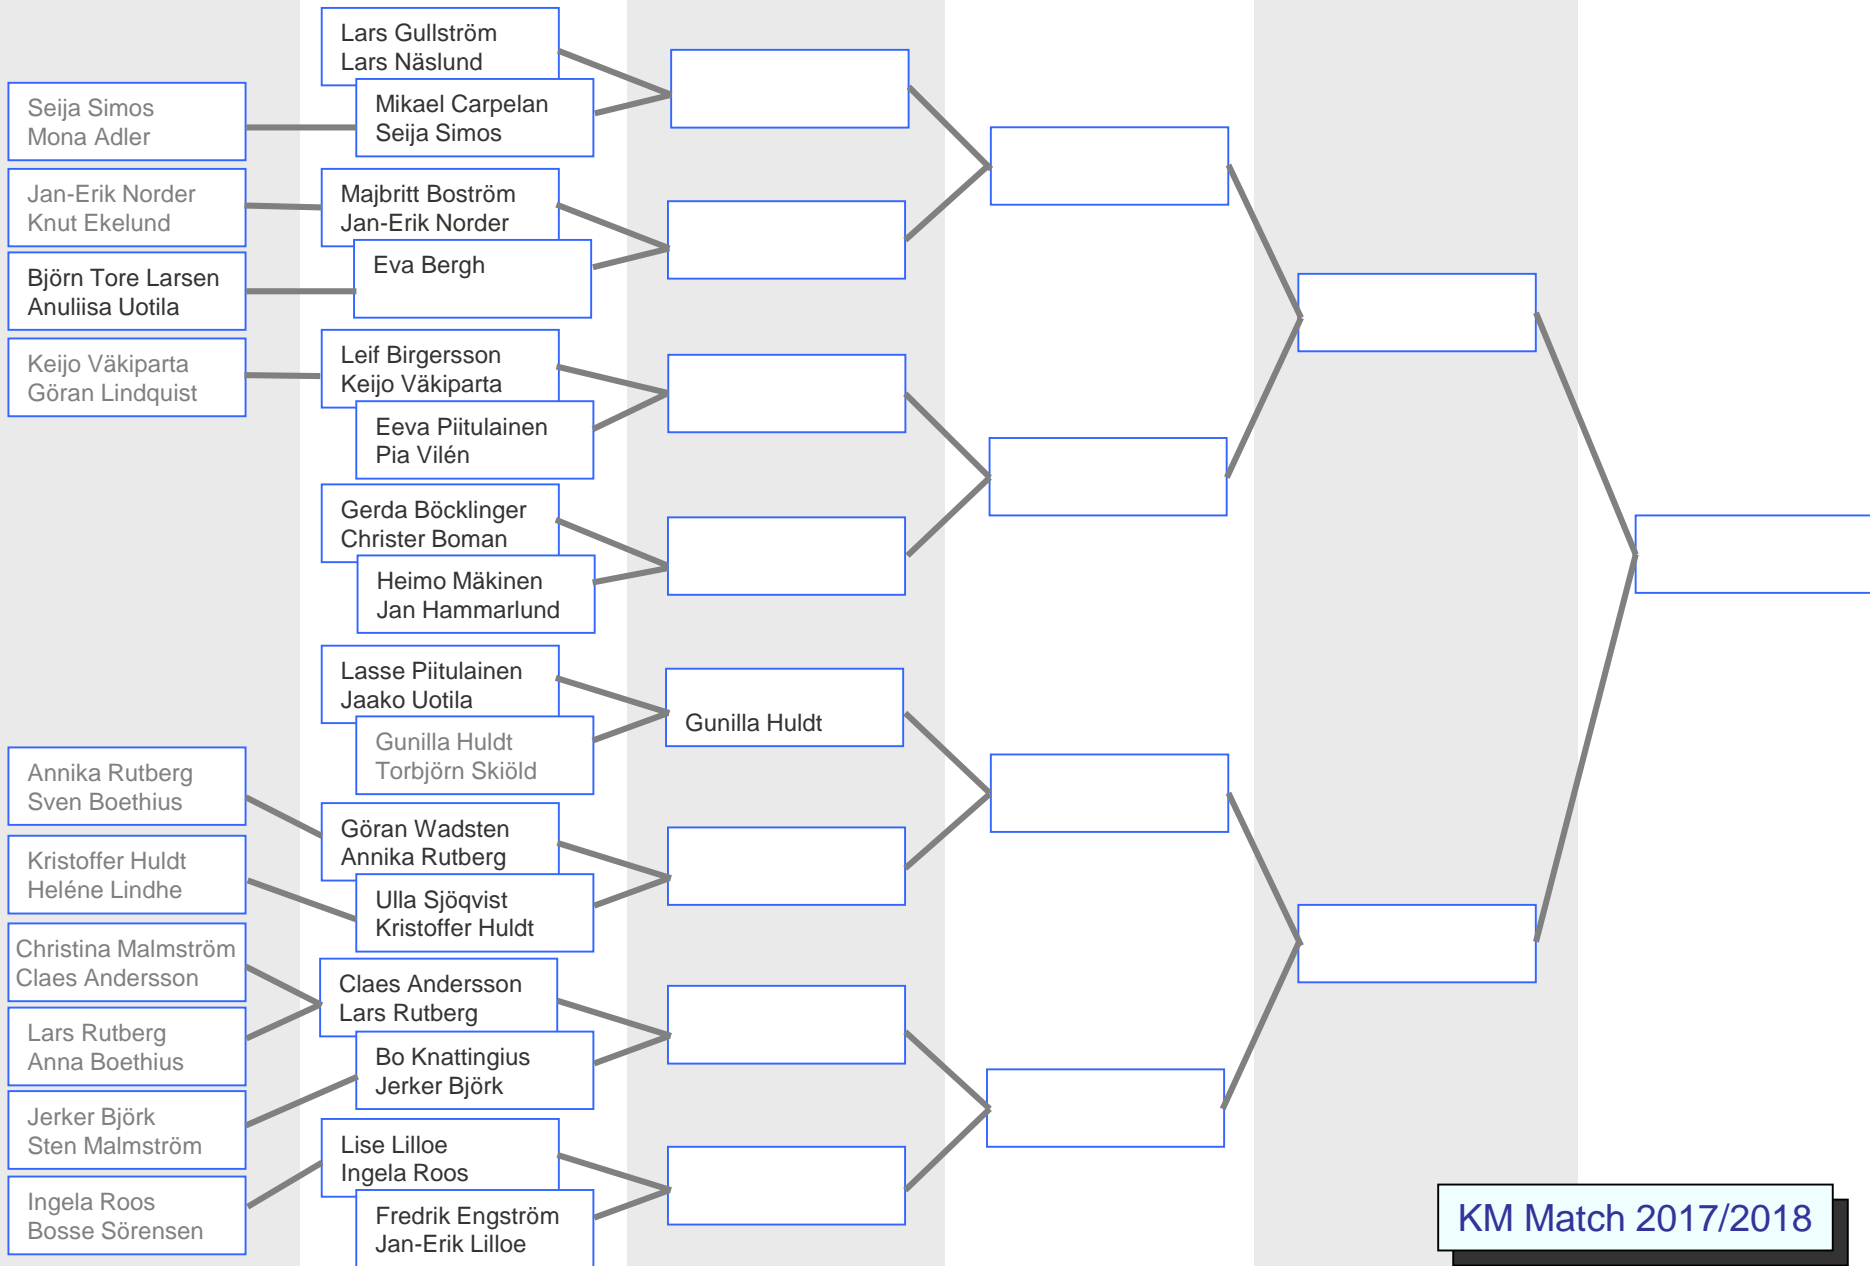 Seija Simos
Mona Adler
Jan-Erik Norder
Knut Ekelund
Björn Tore Larsen
Anuliisa Uotila
Keijo Väkiparta
Göran Lindquist
Annika Rutberg
Sven Boethius
Kristoffer Huldt
Heléne Lindhe
Christina Malmström
Claes Andersson
Lars Rutberg
Anna Boethius
Jerker Björk
Sten Malmström
Ingela Roos
Bosse Sörensen
Lars Gullström
Lars Näslund
Mikael Carpelan
Seija Simos
Majbritt Boström
Jan-Erik Norder
Eva Bergh
Leif Birgersson
Keijo Väkiparta
Eeva Piitulainen
Pia Vilén
Gerda Böcklinger
Christer Boman
Heimo Mäkinen
Jan Hammarlund
Lasse Piitulainen
Jaako Uotila
Gunilla Huldt
Torbjörn Skiöld
Göran Wadsten
Annika Rutberg
Ulla Sjöqvist
Kristoffer Huldt
Claes Andersson
Lars Rutberg
Bo Knattingius
Jerker Björk
Lise Lilloe
Ingela Roos
Fredrik Engström
Jan-Erik Lilloe
Gunilla Huldt
KM Match 2017/2018